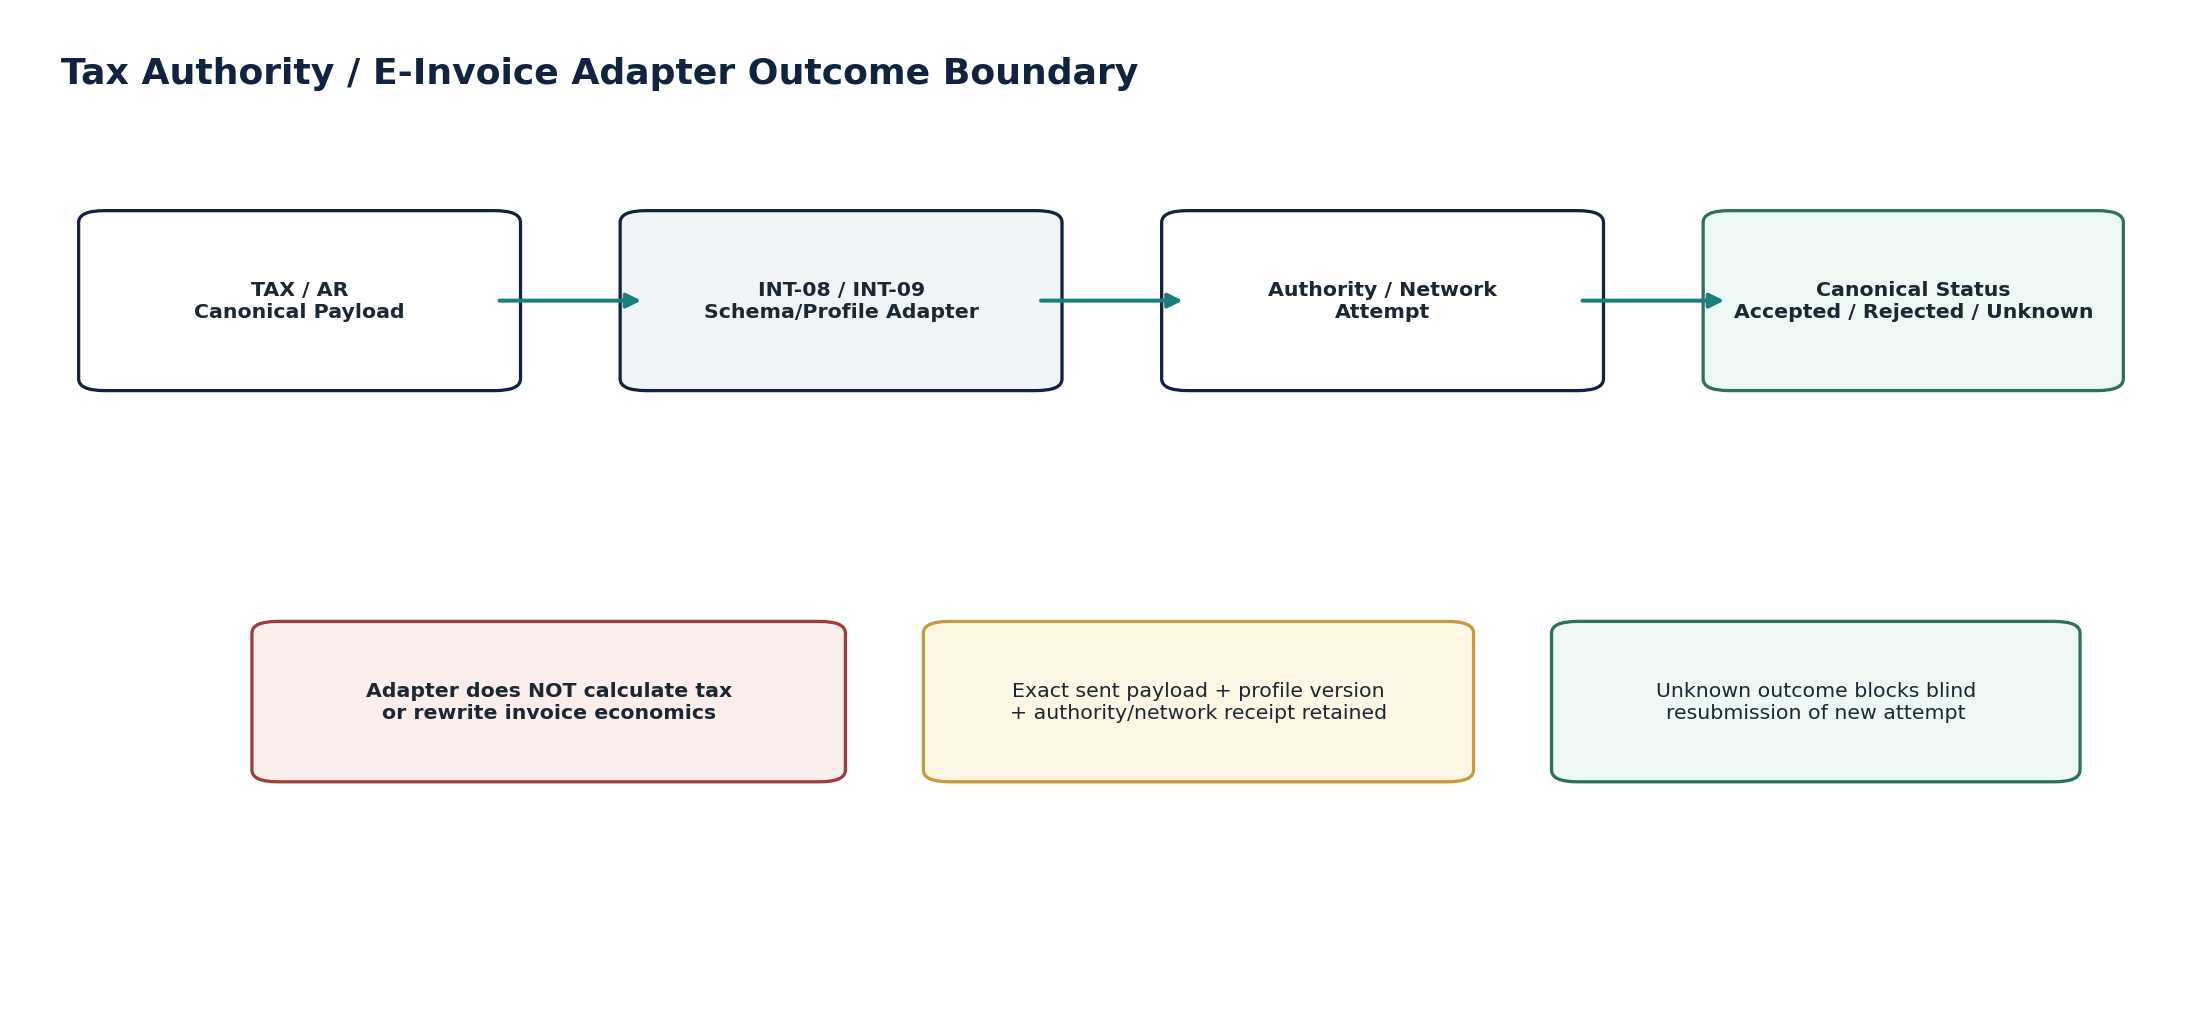 Tax Authority / E-Invoice Adapter Outcome Boundary
TAX / AR
Canonical Payload
INT-08 / INT-09
Schema/Profile Adapter
Authority / Network
Attempt
Canonical Status
Accepted / Rejected / Unknown
Adapter does NOT calculate tax
or rewrite invoice economics
Exact sent payload + profile version
+ authority/network receipt retained
Unknown outcome blocks blind
resubmission of new attempt